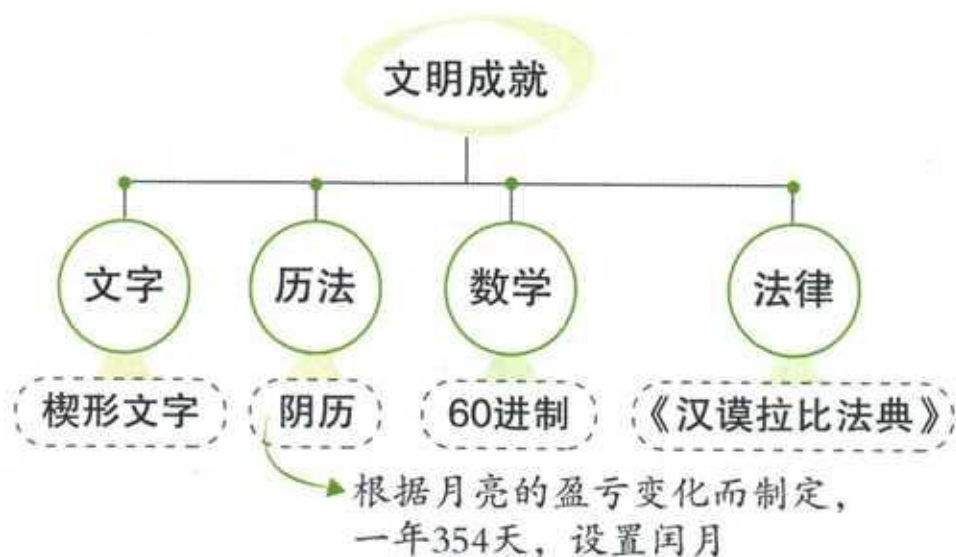 文明成就
文字
历法
数学
法律
楔形文字
阴历
60进制
《汉谟拉比法典》
根据月亮的盈亏变化而制定，
一年354天，设置闰月